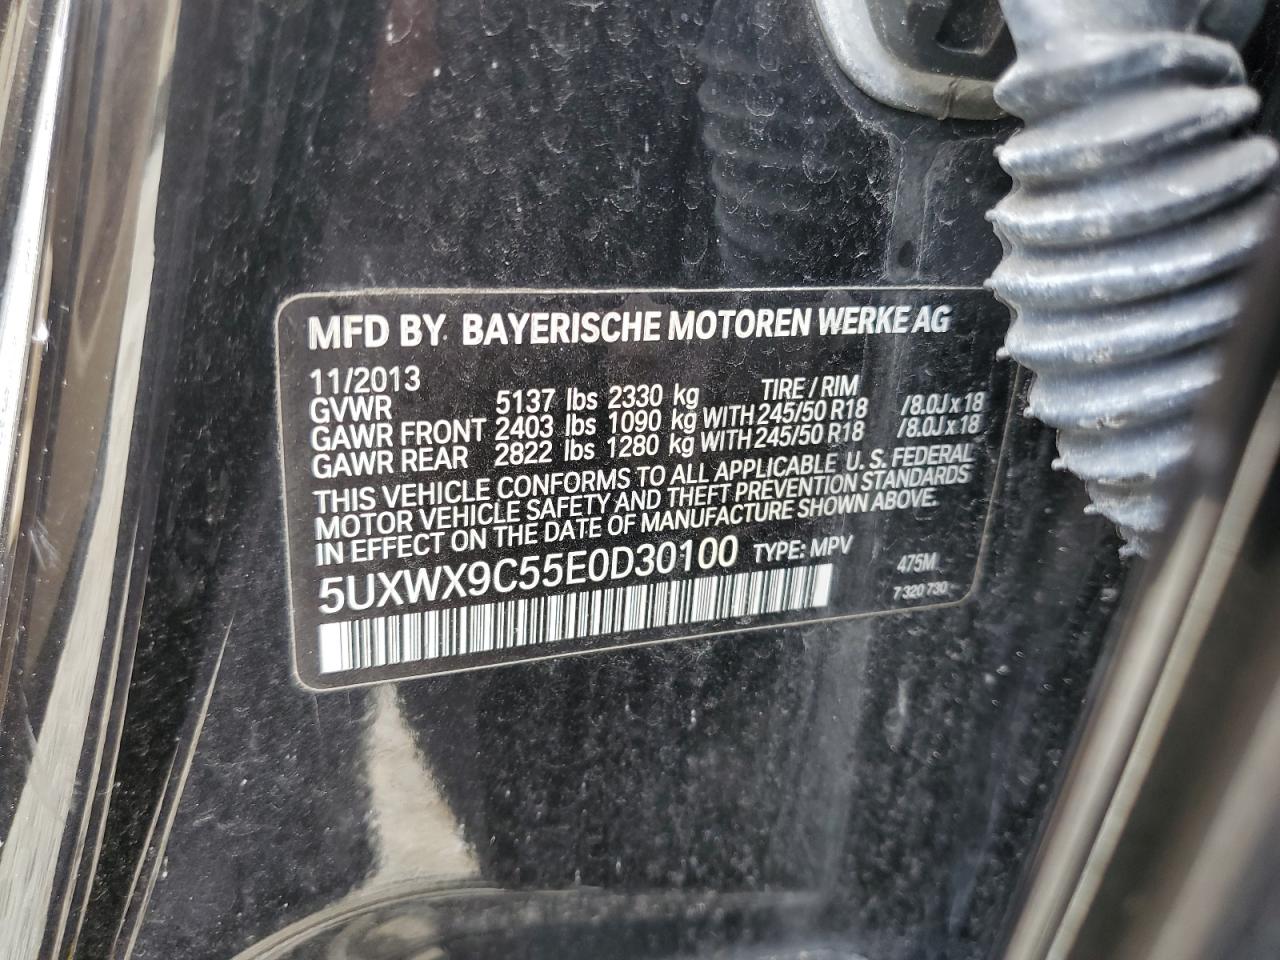 MFD BY BAYERISCHE MOTOREN WERKE AG
11/2013
GVWR 5137 lbs 2330 kg TIRE / RIM
GAWR FRONT 2403 lbs 1090 kg WITH 245/50 R18 /8.0J x 18
GAWR REAR 2822 lbs 1280 kg WITH 245/50 R18 /8.0J x 18
THIS VEHICLE CONFORMS TO ALL APPLICABLE U. S. FEDERAL
MOTOR VEHICLE SAFETY AND THEFT PREVENTION STANDARDS
IN EFFECT ON THE DATE OF MANUFACTURE SHOWN ABOVE.
5UXWX9C55E0D30100 TYPE: MPV 475M
7 320 730